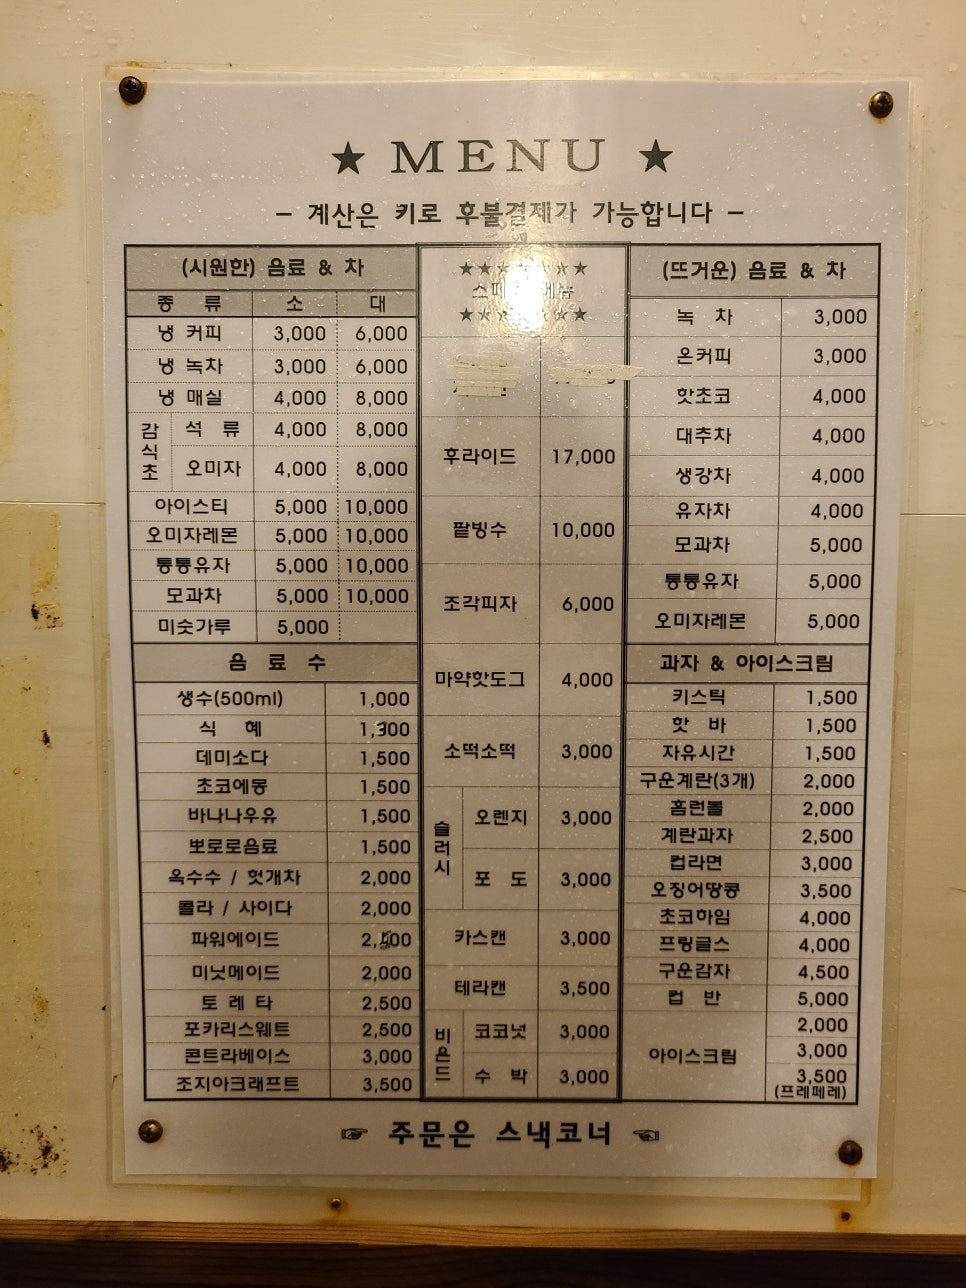 ★ MENU ★
- 계산은 키로 후불결제가 가능합니다 -
(시원한) 음료 & 차
종 류 소 대
냉 커피 3,000 6,000
냉 녹차 3,000 6,000
냉 매실 4,000 8,000
감식초 석 류 4,000 8,000
오미자 4,000 8,000
아이스티 5,000 10,000
오미자레몬 5,000 10,000
통통유자 5,000 10,000
모과차 5,000 10,000
미숫가루 5,000
음 료 수
생수(500ml) 1,000
식 혜 1,300
데미소다 1,500
초코에몽 1,500
바나나우유 1,500
뽀로로음료 1,500
옥수수 / 헛개차 2,000
콜라 / 사이다 2,000
파워에이드 2,500
미닛메이드 2,000
토 레 타 2,500
포카리스웨트 2,500
콘트라베이스 3,000
조지아크래프트 3,500
후라이드 17,000
팥빙수 10,000
조각피자 6,000
마약핫도그 4,000
소떡소떡 3,000
슬러시 오렌지 3,000
포 도 3,000
카스캔 3,000
테라캔 3,500
비욘드 코코넛 3,000
수 박 3,000
(뜨거운) 음료 & 차
녹 차 3,000
온커피 3,000
핫초코 4,000
대추차 4,000
생강차 4,000
유자차 4,000
모과차 5,000
통통유자 5,000
오미자레몬 5,000
과자 & 아이스크림
키스틱 1,500
핫 바 1,500
자유시간 1,500
구운계란(3개) 2,000
홈런볼 2,000
계란과자 2,500
컵라면 3,000
오징어땅콩 3,500
초코하임 4,000
프링글스 4,000
구운감자 4,500
컵 반 5,000
아이스크림 2,000
3,000
3,500
(프레페레)
☞ 주문은 스낵코너 ☜